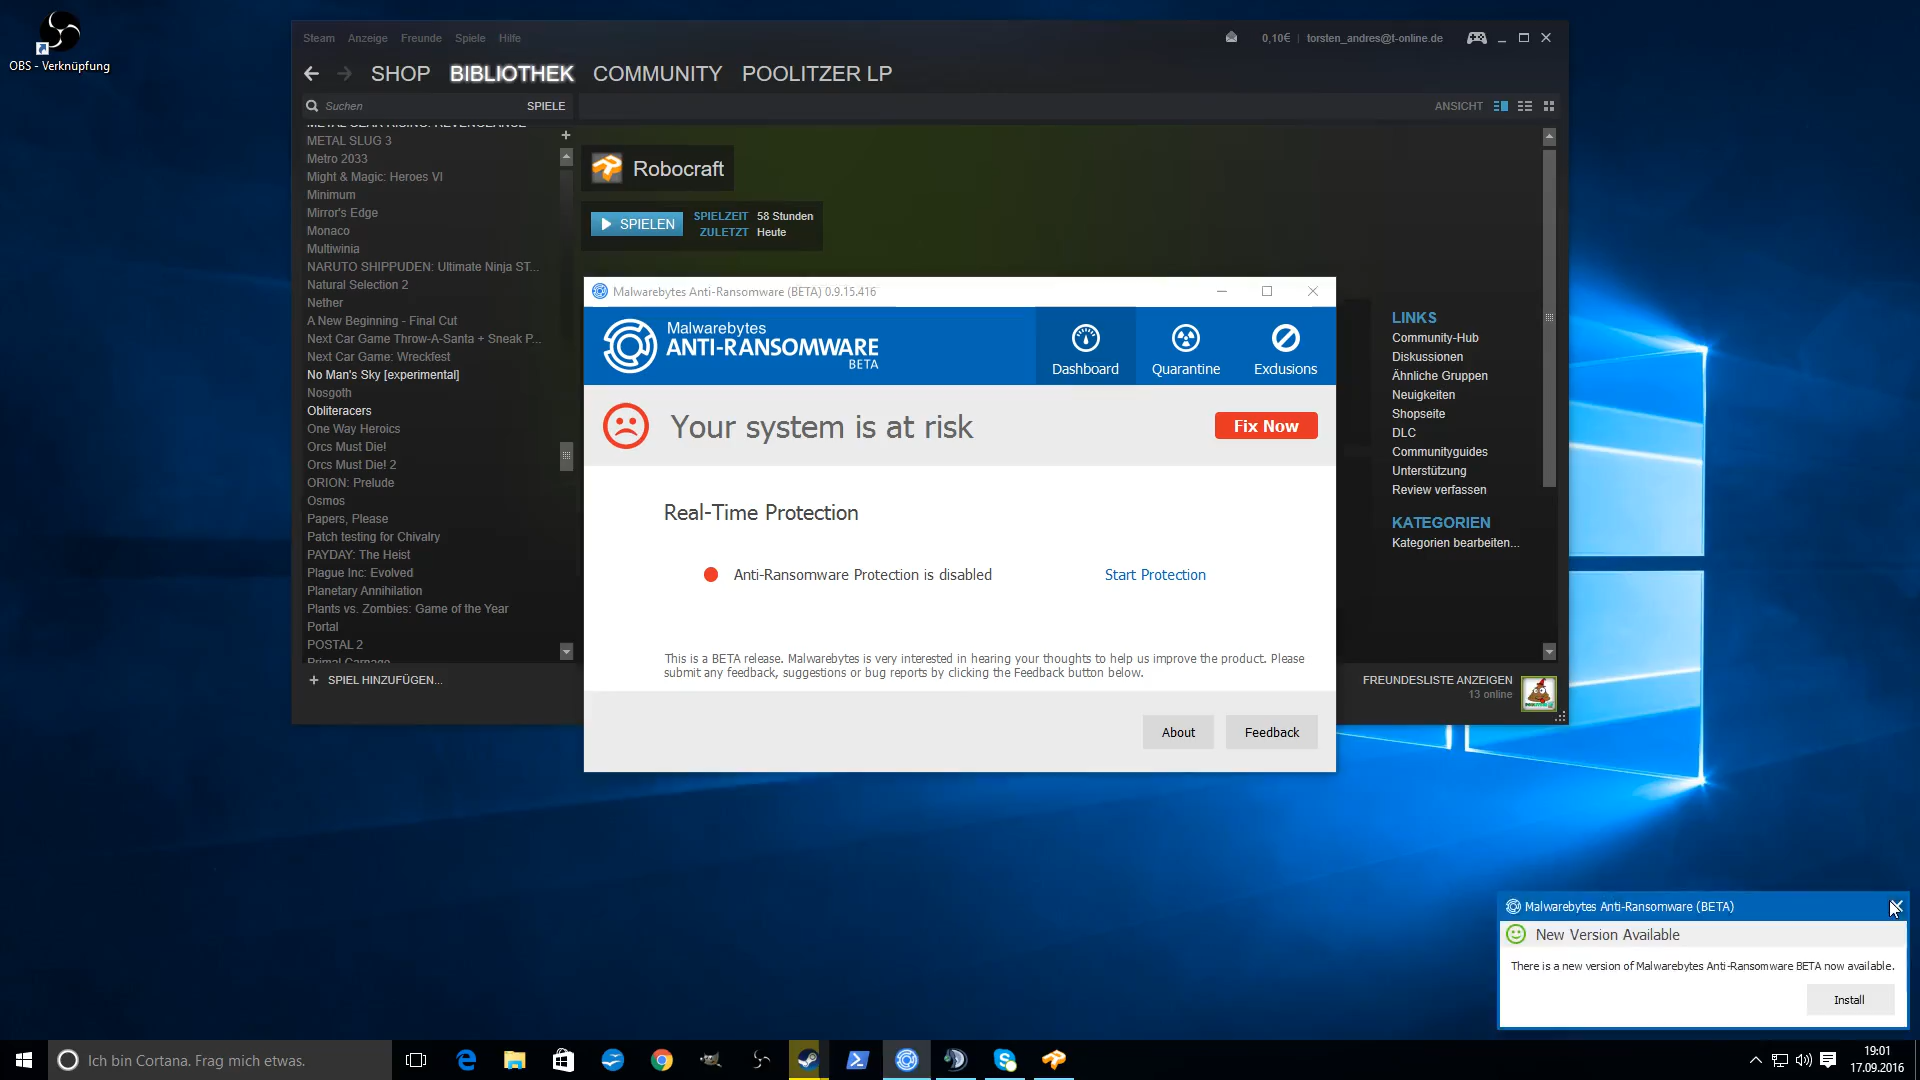 OBS - Verknüpfung
Steam Anzeige Freunde Spiele Hilfe
0,10€ | torsten_andres@t-online.de
SHOP BIBLIOTHEK COMMUNITY POOLITZER LP
Suchen SPIELE
ANSICHT
METAL GEAR RISING: REVENGEANCE
METAL SLUG 3
Metro 2033
Might & Magic: Heroes VI
Minimum
Mirror's Edge
Monaco
Multiwinia
NARUTO SHIPPUDEN: Ultimate Ninja ST...
Natural Selection 2
Nether
A New Beginning - Final Cut
Next Car Game Throw-A-Santa + Sneak P...
Next Car Game: Wreckfest
No Man's Sky [experimental]
Nosgoth
Obliteracers
One Way Heroics
Orcs Must Die!
Orcs Must Die! 2
ORION: Prelude
Osmos
Papers, Please
Patch testing for Chivalry
PAYDAY: The Heist
Plague Inc: Evolved
Planetary Annihilation
Plants vs. Zombies: Game of the Year
Portal
POSTAL 2
Primal Carnage
+ SPIEL HINZUFÜGEN...
Robocraft
SPIELEN
SPIELZEIT 58 Stunden
ZULETZT Heute
LINKS
Community-Hub
Diskussionen
Ähnliche Gruppen
Neuigkeiten
Shopseite
DLC
Communityguides
Unterstützung
Review verfassen
KATEGORIEN
Kategorien bearbeiten...
FREUNDESLISTE ANZEIGEN
13 online
Malwarebytes Anti-Ransomware (BETA) 0.9.15.416
Malwarebytes
ANTI-RANSOMWARE
BETA
Dashboard Quarantine Exclusions
Your system is at risk
Fix Now
Real-Time Protection
Anti-Ransomware Protection is disabled Start Protection
This is a BETA release. Malwarebytes is very interested in hearing your thoughts to help us improve the product. Please
submit any feedback, suggestions or bug reports by clicking the Feedback button below.
About Feedback
Malwarebytes Anti-Ransomware (BETA)
New Version Available
There is a new version of Malwarebytes Anti-Ransomware BETA now available.
Install
Ich bin Cortana. Frag mich etwas.
19:01
17.09.2016